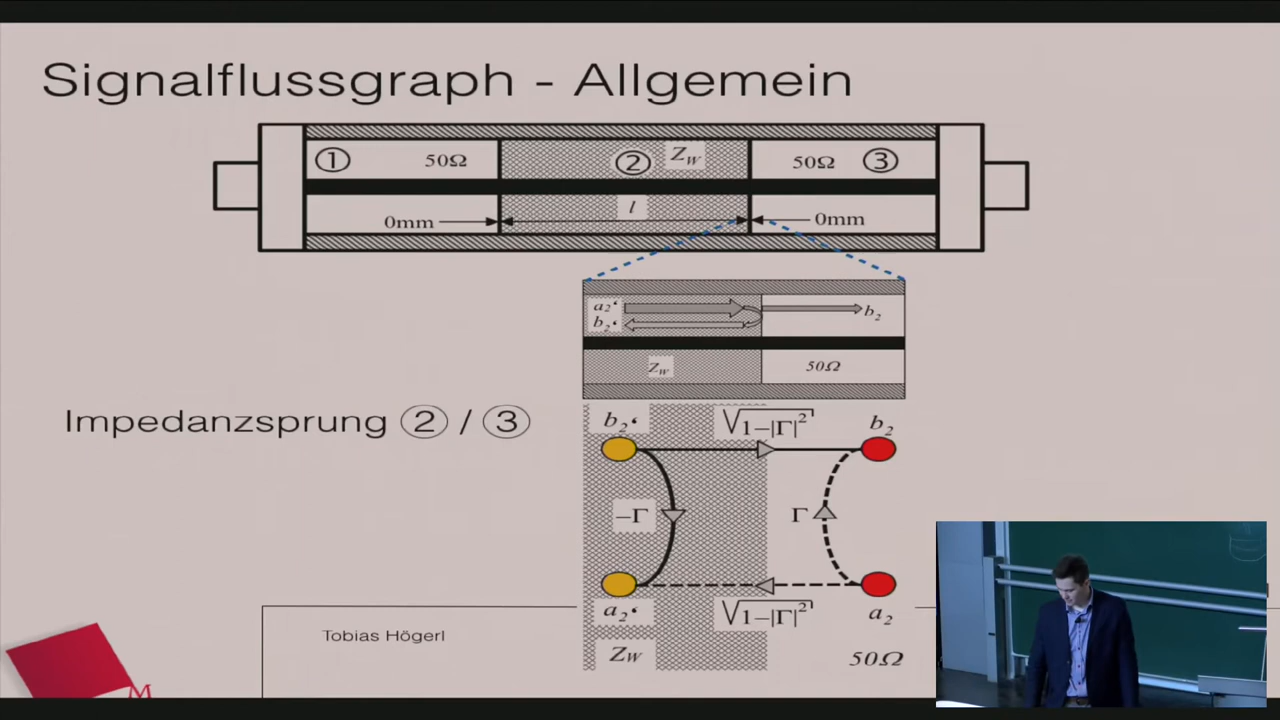 Signalflussgraph - Allgemein
① 50Ω ② Z_W 50Ω ③
0mm l 0mm
a₂‘ b₂
b₂‘
Z_W 50Ω
Impedanzsprung ② / ③
b₂‘ √1–|Γ|² b₂
–Γ Γ
a₂‘ √1–|Γ|² a₂
Z_W 50Ω
Tobias Högerl
M